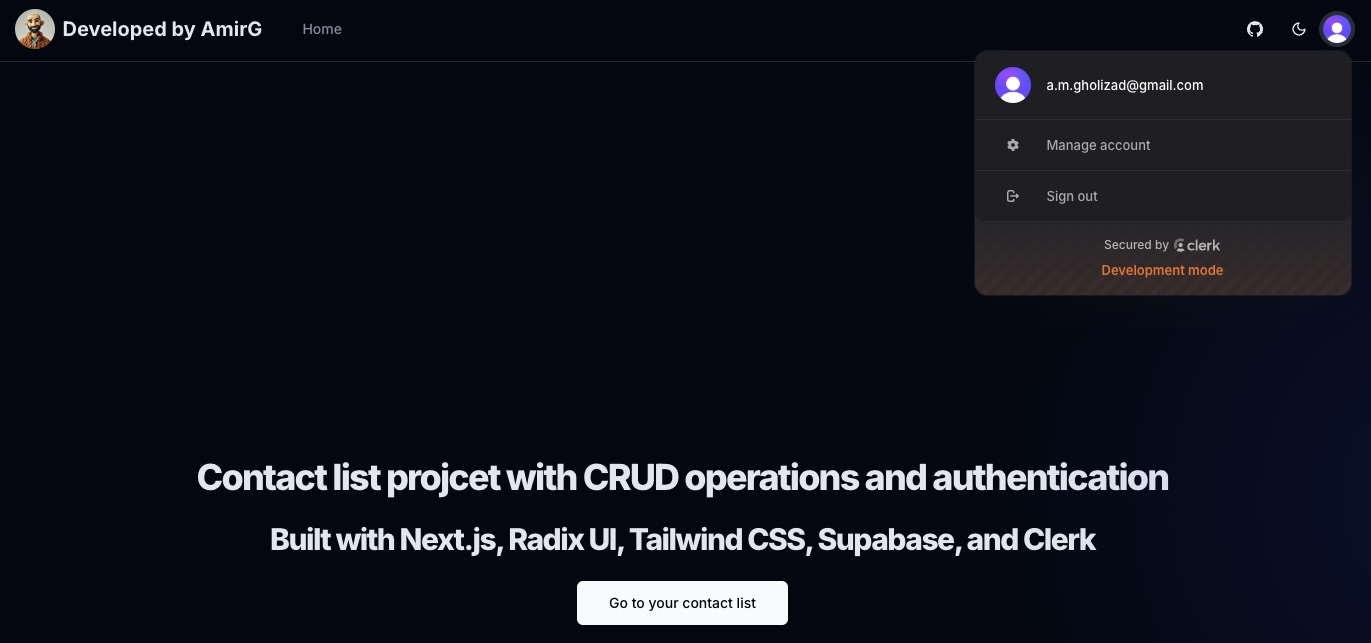 Developed by AmirG
Home
a.m.gholizad@gmail.com
Manage account
Sign out
Secured by clerk
Development mode
Contact list projcet with CRUD operations and authentication
Built with Next.js, Radix UI, Tailwind CSS, Supabase, and Clerk
Go to your contact list